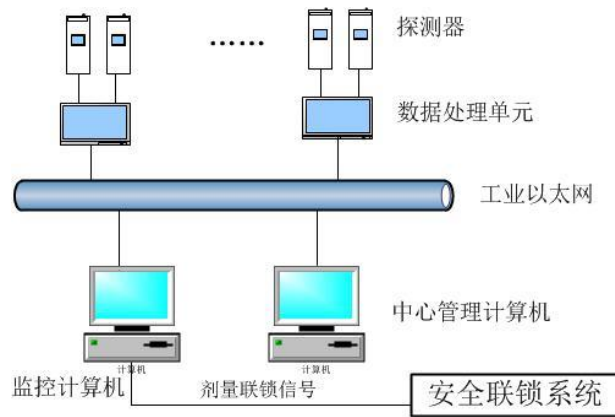 探测器
数据处理单元
工业以太网
中心管理计算机
计算机
计算机
监控计算机
剂量联锁信号
安全联锁系统